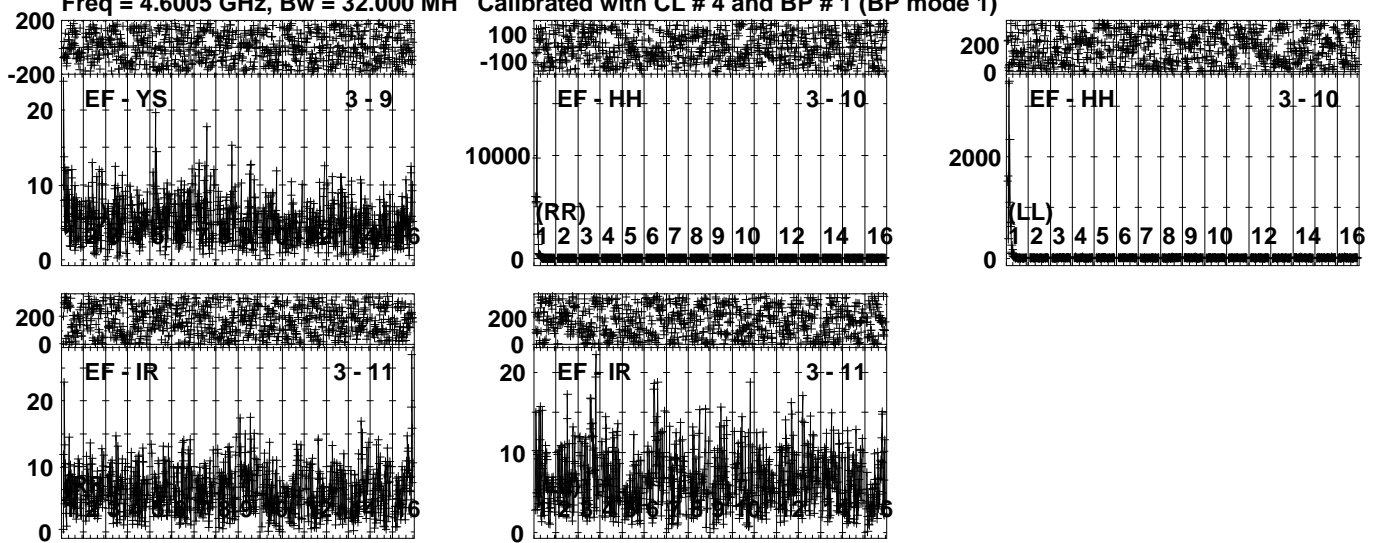 Freq = 4.6005 GHz, Bw = 32.000 MH Calibrated with CL # 4 and BP # 1 (BP mode 1)
200
-200
EF - YS 3 - 9
20
10
0
100
-100
EF - HH 3 - 10
10000
(RR)
1 2 3 4 5 6 7 8 9 10 12 14 16
0
200
0
EF - HH 3 - 10
2000
(LL)
1 2 3 4 5 6 7 8 9 10 12 14 16
0
200
0
EF - IR 3 - 11
20
10
0
200
0
EF - IR 3 - 11
20
10
0